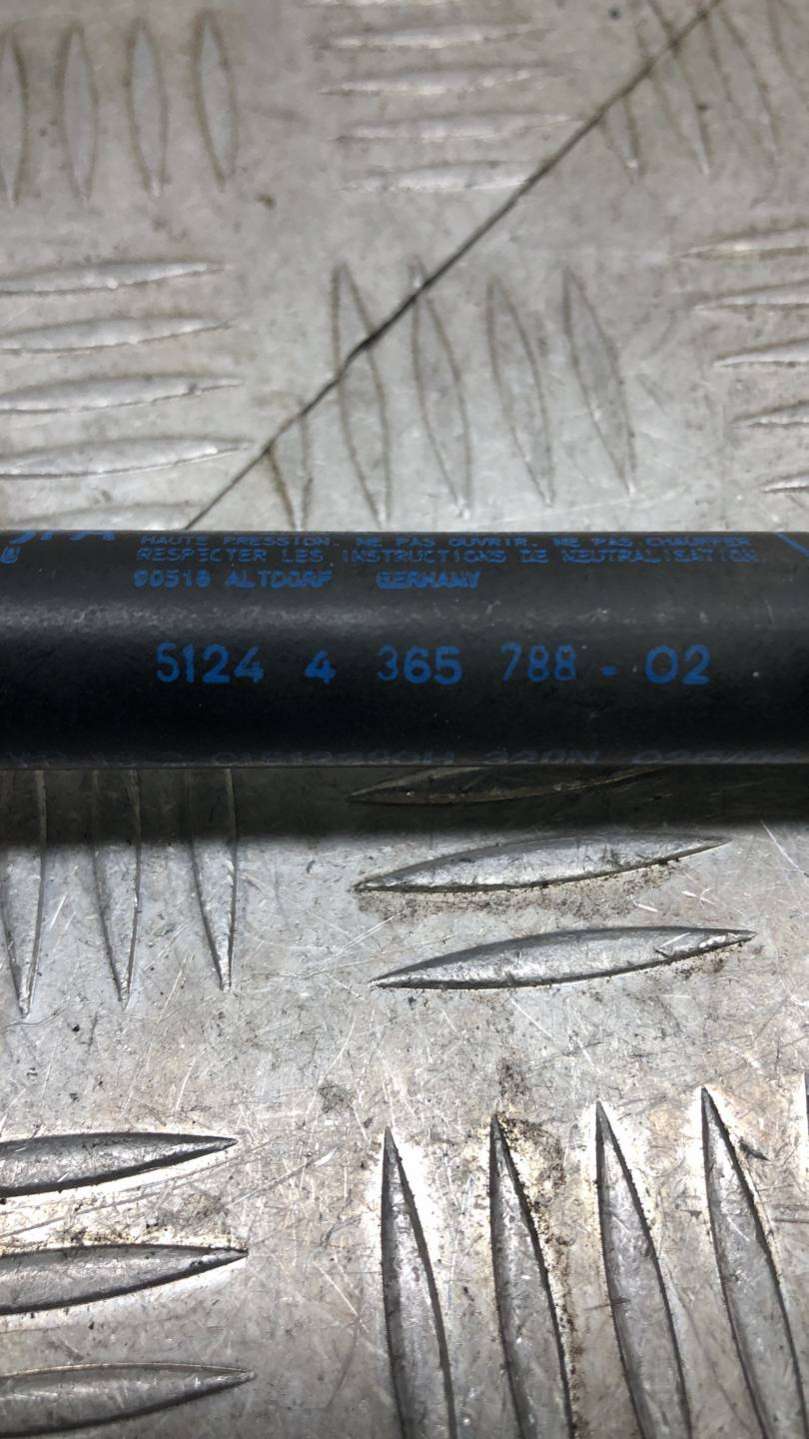 HAUTE PRESSION. NE PAS OUVRIR. NE PAS CHAUFFER
RESPECTER LES INSTRUCTIONS DE NEUTRALISATION
90518 ALTDORF GERMANY
5124 4 365 788 - 02